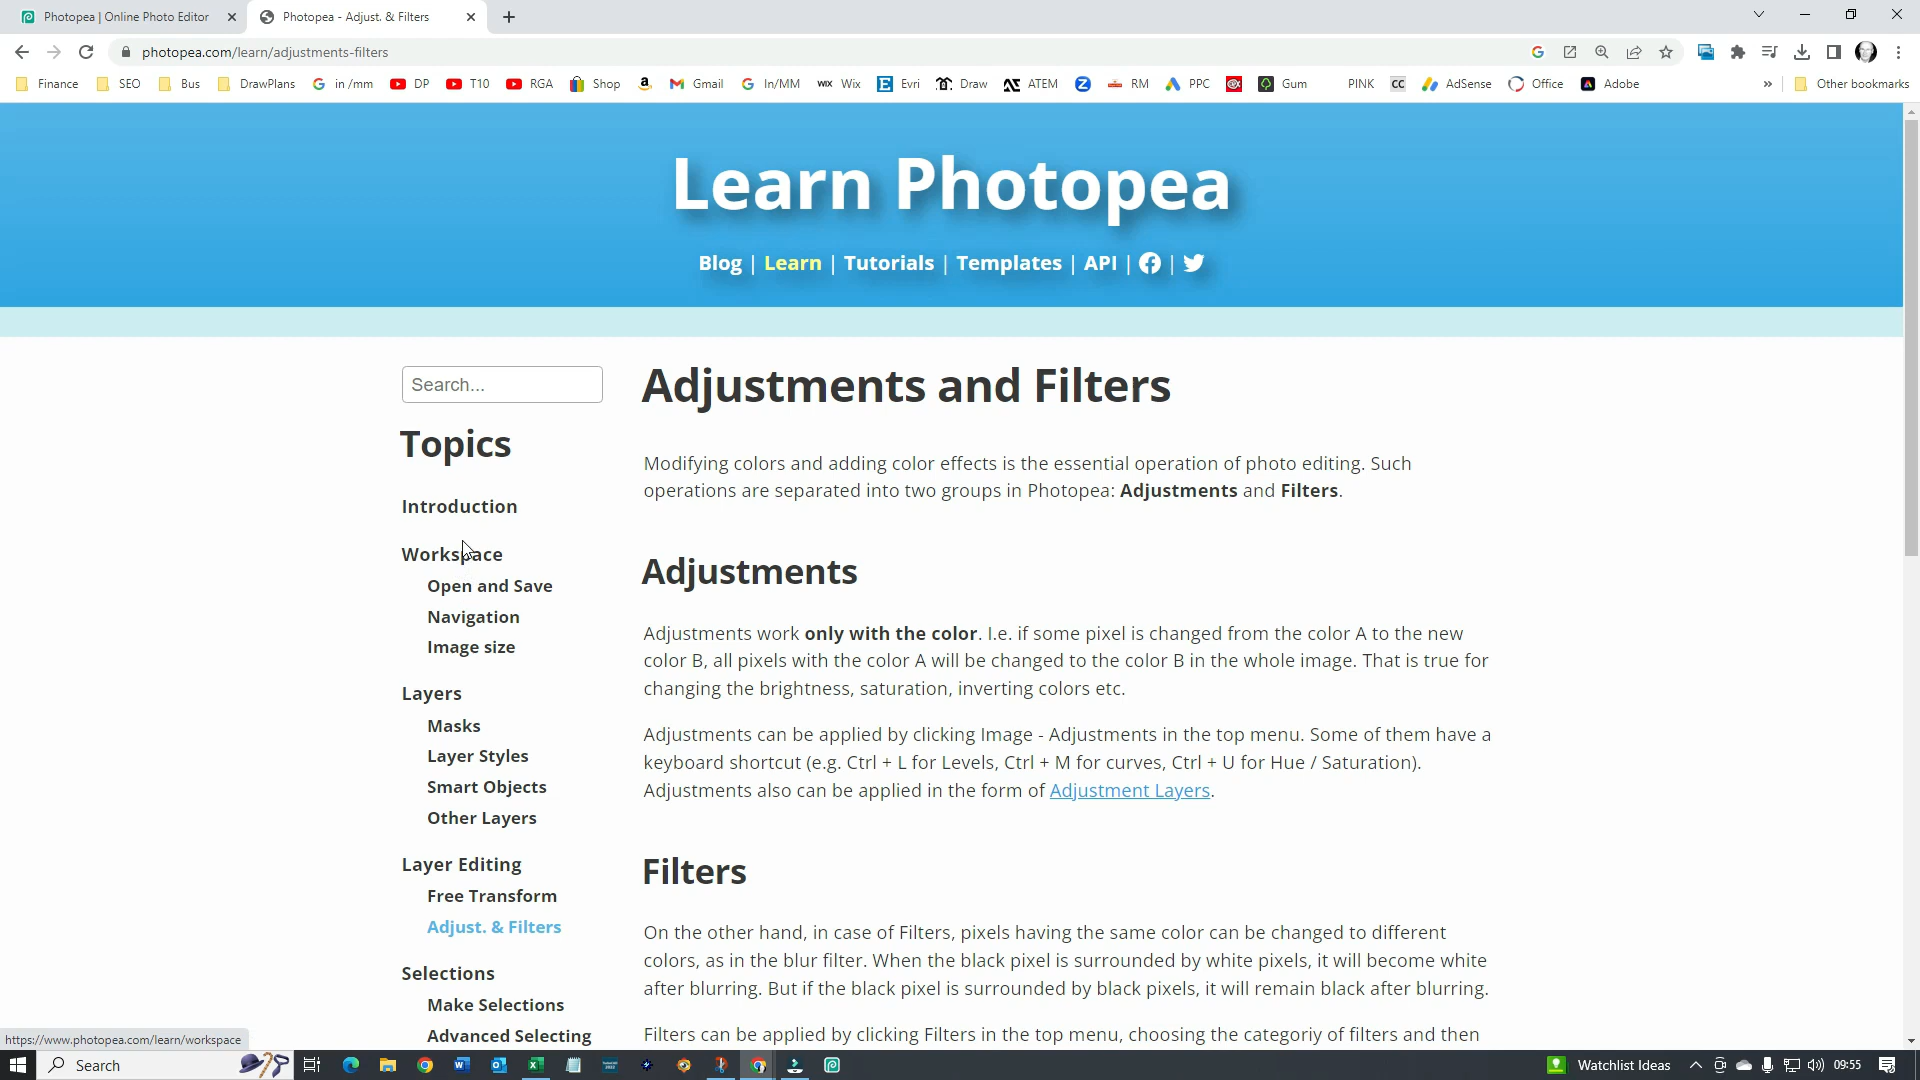 Photopea | Online Photo Editor
Photopea - Adjust. & Filters
photopea.com/learn/adjustments-filters
Finance
SEO
Bus
DrawPlans
in /mm
DP
T10
RGA
Shop
Gmail
In/MM
WIX Wix
Evri
Draw
ATEM
RM
PPC
Gum
PINK
CC
AdSense
Office
Adobe
»
Other bookmarks
Learn Photopea
Blog | Learn | Tutorials | Templates | API |
Search...
Topics
Introduction
Workspace
Open and Save
Navigation
Image size
Layers
Masks
Layer Styles
Smart Objects
Other Layers
Layer Editing
Free Transform
Adjust. & Filters
Selections
Make Selections
Advanced Selecting
Adjustments and Filters
Modifying colors and adding color effects is the essential operation of photo editing. Such
operations are separated into two groups in Photopea: Adjustments and Filters.
Adjustments
Adjustments work only with the color. I.e. if some pixel is changed from the color A to the new
color B, all pixels with the color A will be changed to the color B in the whole image. That is true for
changing the brightness, saturation, inverting colors etc.
Adjustments can be applied by clicking Image - Adjustments in the top menu. Some of them have a
keyboard shortcut (e.g. Ctrl + L for Levels, Ctrl + M for curves, Ctrl + U for Hue / Saturation).
Adjustments also can be applied in the form of Adjustment Layers.
Filters
On the other hand, in case of Filters, pixels having the same color can be changed to different
colors, as in the blur filter. When the black pixel is surrounded by white pixels, it will become white
after blurring. But if the black pixel is surrounded by black pixels, it will remain black after blurring.
Filters can be applied by clicking Filters in the top menu, choosing the categoriy of filters and then
https://www.photopea.com/learn/workspace
Search
Watchlist Ideas
09:55